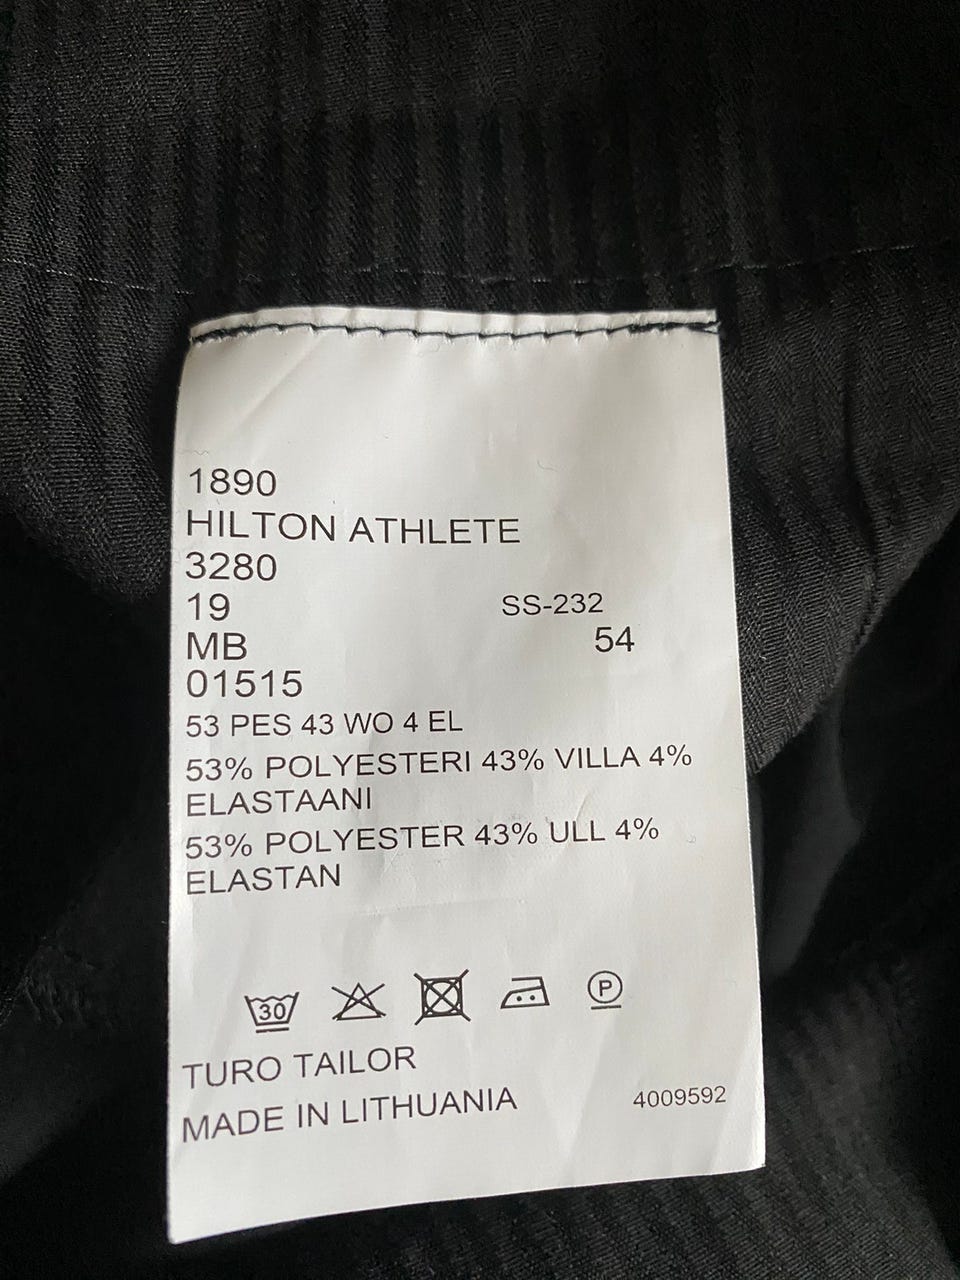 1890
HILTON ATHLETE
3280
19 SS-232
MB 54
01515
53 PES 43 WO 4 EL
53% POLYESTERI 43% VILLA 4%
ELASTAANI
53% POLYESTER 43% ULL 4%
ELASTAN
30 P
TURO TAILOR
MADE IN LITHUANIA 4009592